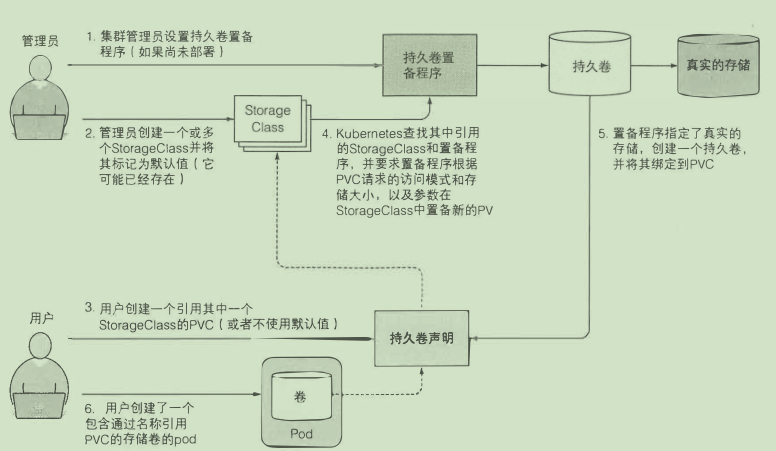 管理员
1. 集群管理员设置持久卷置备
程序（如果尚未部署）
持久卷置
备程序
持久卷
真实的存储
Storage
Class
2. 管理员创建一个或多
个StorageClass并将
其标记为默认值（它
可能已经存在）
4. Kubernetes查找其中引用
的StorageClass和置备程
序，并要求置备程序根据
PVC请求的访问模式和存
储大小，以及参数在
StorageClass中置备新的PV
5. 置备程序指定了真实的
存储，创建一个持久卷，
并将其绑定到PVC
用户
3. 用户创建一个引用其中一个
StorageClass的PVC（或者不使用默认值）
持久卷声明
卷
Pod
6. 用户创建了一个
包含通过名称引用
PVC的存储卷的pod